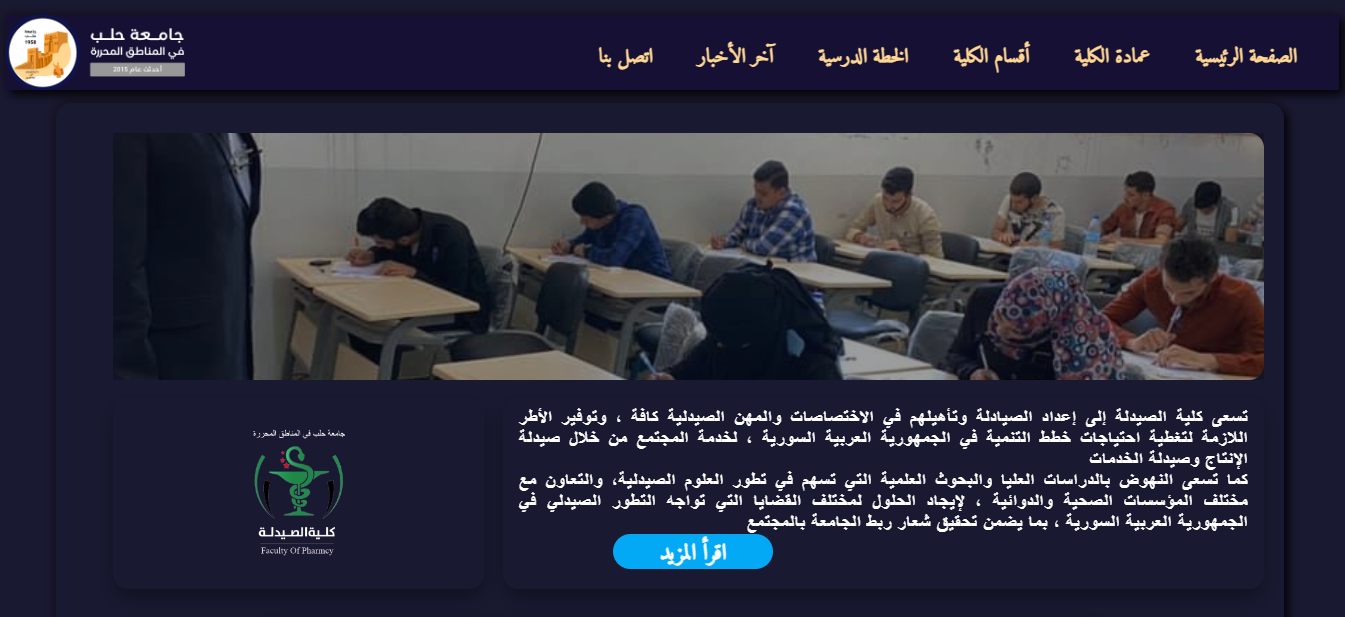 جامعة حلب
في المناطق المحررة
أحدثت عام 2015
1958
الصفحة الرئيسية
عمادة الكلية
أقسام الكلية
الخطة الدرسية
آخر الأخبار
اتصل بنا
تسعى كلية الصيدلة إلى إعداد الصيادلة وتأهيلهم في الاختصاصات والمهن الصيدلية كافة ، وتوفير الأطر
اللازمة لتغطية احتياجات خطط التنمية في الجمهورية العربية السورية ، لخدمة المجتمع من خلال صيدلة
الإنتاج وصيدلة الخدمات
كما تسعى النهوض بالدراسات العليا والبحوث العلمية التي تسهم في تطور العلوم الصيدلية، والتعاون مع
مختلف المؤسسات الصحية والدوائية ، لإيجاد الحلول لمختلف القضايا التي تواجه التطور الصيدلي في
الجمهورية العربية السورية ، بما يضمن تحقيق شعار ربط الجامعة بالمجتمع
اقرأ المزيد
جامعة حلب في المناطق المحررة
كليةالصيدلة
Faculty Of Pharmcy